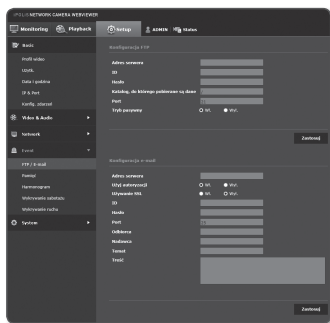 iPOLiS NETWORK CAMERA WEBVIEWER
Monitoring
Playback
Setup
ADMIN
Status
Basic
Profil wideo
Użytk.
Data i godzina
IP & Port
Konfig. zdarzeń
Video & Audio
Network
Event
FTP / E-mail
Pamięć
Harmonogram
Wykrywanie sabotażu
Wykrywanie ruchu
System
Konfiguracja FTP
Adres serwera
ID
Hasło
Katalog, do którego pobierane są dane
Port
Tryb pasywny
Wł.
Wył.
Zastosuj
Konfiguracja e-mail
Adres serwera
Użyj autoryzacji
Wł.
Wył.
Używanie SSL
Wł.
Wył.
ID
Hasło
Port
Odbiorca
Nadawca
Temat
Treść
Zastosuj